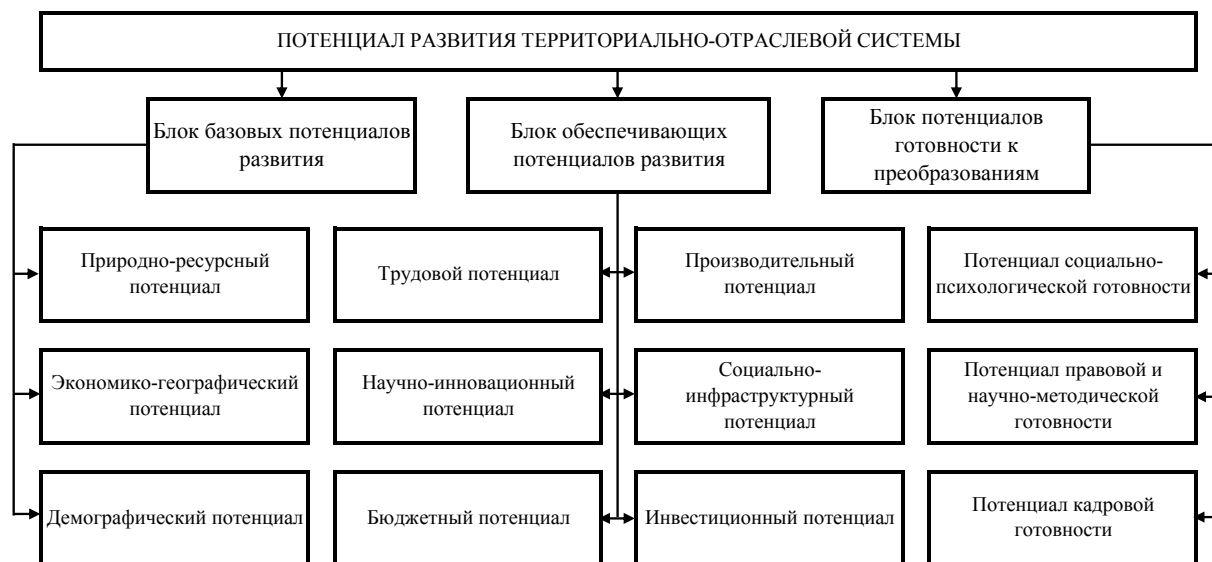 ПОТЕНЦИАЛ РАЗВИТИЯ ТЕРРИТОРИАЛЬНО-ОТРАСЛЕВОЙ СИСТЕМЫ
Блок базовых потенциалов
развития
Блок обеспечивающих
потенциалов развития
Блок потенциалов
готовности к
преобразованиям
Природно-ресурсный
потенциал
Трудовой потенциал
Производительный
потенциал
Потенциал социально-
психологической готовности
Экономико-географический
потенциал
Научно-инновационный
потенциал
Социально-
инфраструктурный
потенциал
Потенциал правовой и
научно-методической
готовности
Демографический потенциал
Бюджетный потенциал
Инвестиционный потенциал
Потенциал кадровой
готовности